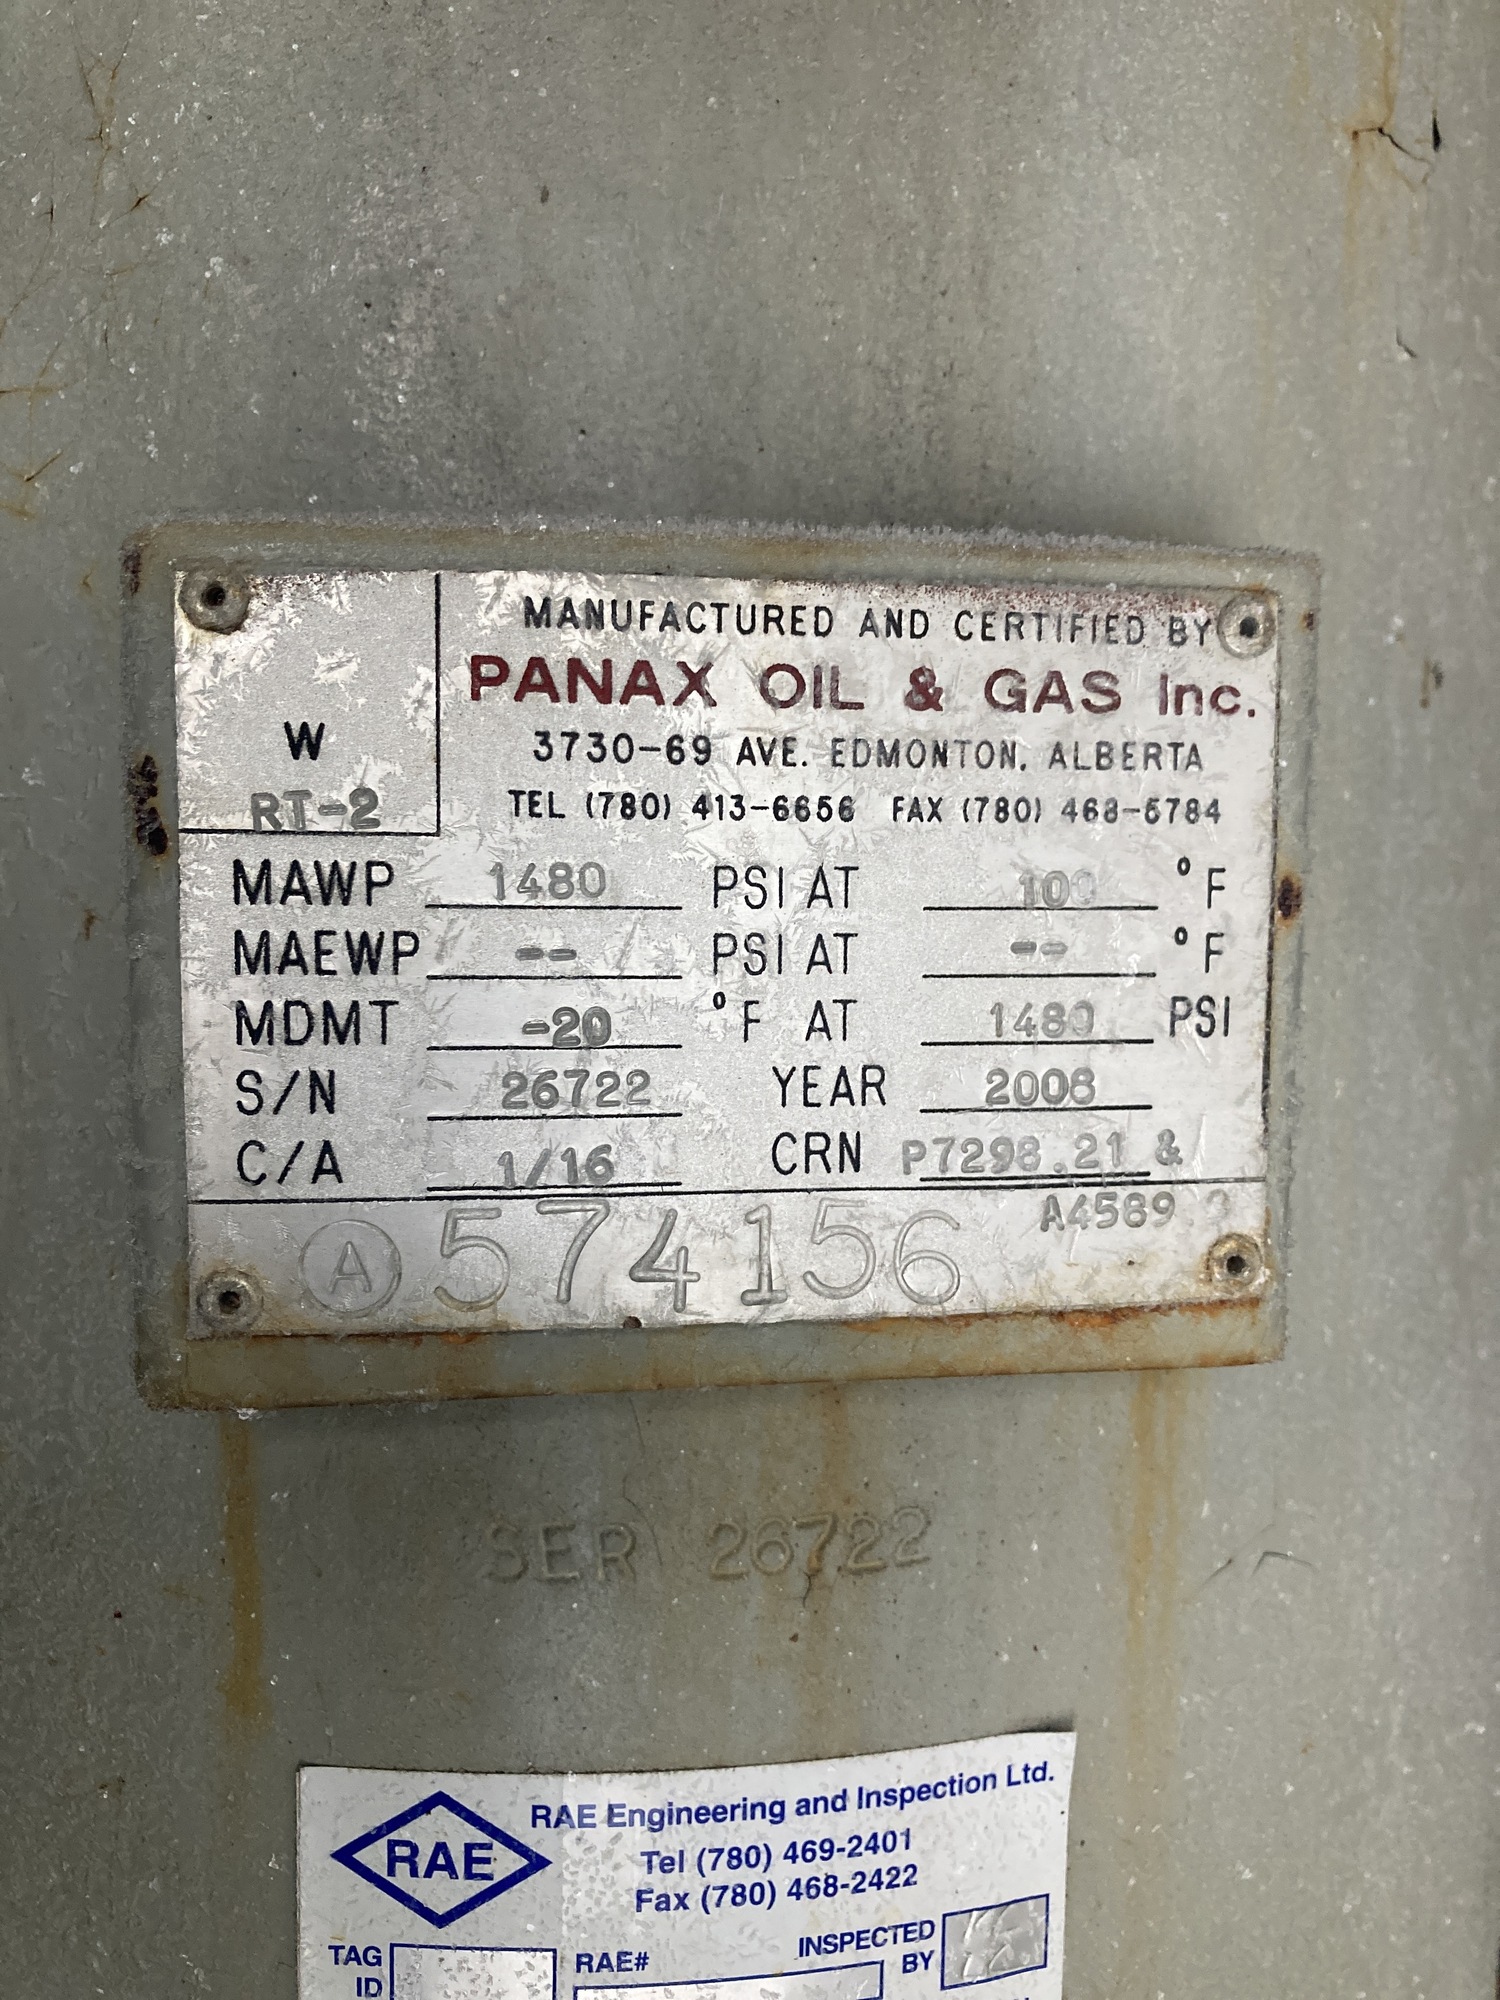 MANUFACTURED AND CERTIFIED BY
PANAX OIL & GAS Inc.
3730-69 AVE. EDMONTON, ALBERTA
TEL (780) 413-6656 FAX (780) 468-5784
W
RT-2
MAWP 1480 PSI AT 100 °F
MAEWP -- PSI AT -- °F
MDMT -20 °F AT 1480 PSI
S/N 26722 YEAR 2008
C/A 1/16 CRN P7298.21 &
Ⓐ 574156
SER 26722
RAE
RAE Engineering and Inspection Ltd.
Tel (780) 469-2401
Fax (780) 468-2422
TAG
ID
RAE#
INSPECTED
BY